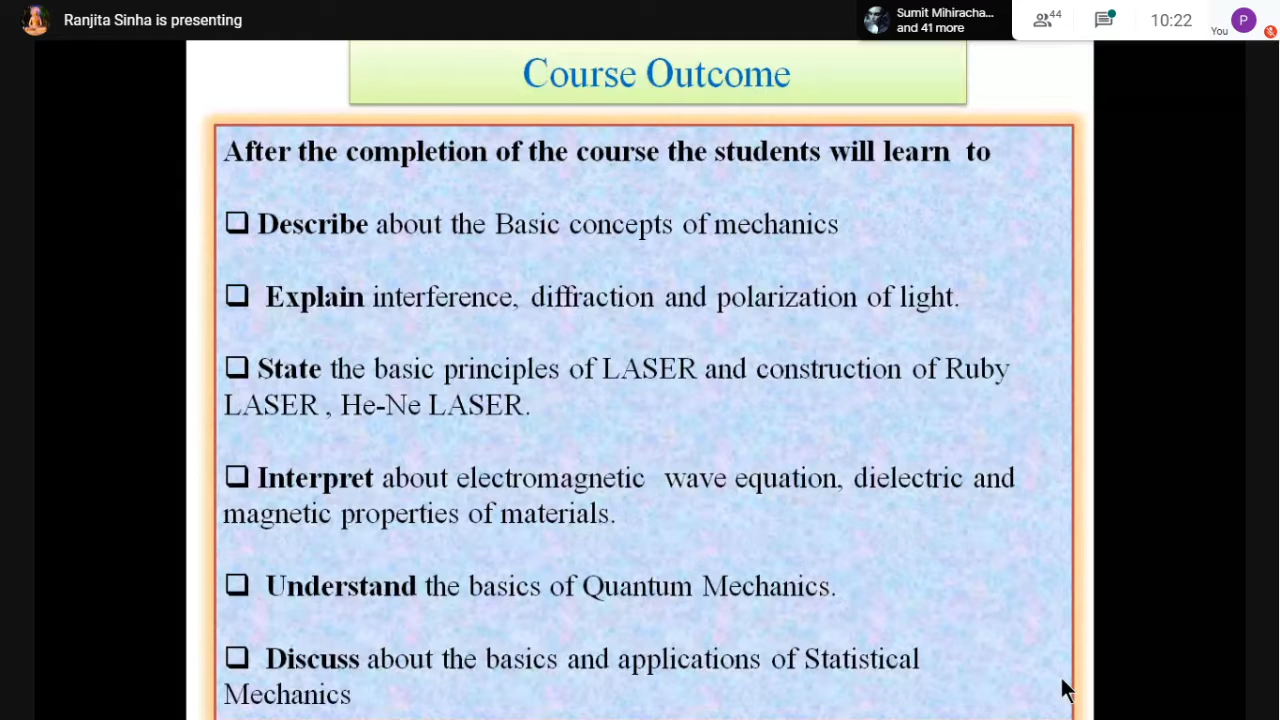 Ranjita Sinha is presenting
Sumit Mihiracha...
and 41 more
44
10:22
You
P
Course Outcome
After the completion of the course the students will learn  to
❑ Describe about the Basic concepts of mechanics
❑ Explain interference, diffraction and polarization of light.
❑ State the basic principles of LASER and construction of Ruby
LASER , He-Ne LASER.
❑ Interpret about electromagnetic  wave equation, dielectric and
magnetic properties of materials.
❑ Understand the basics of Quantum Mechanics.
❑ Discuss about the basics and applications of Statistical
Mechanics